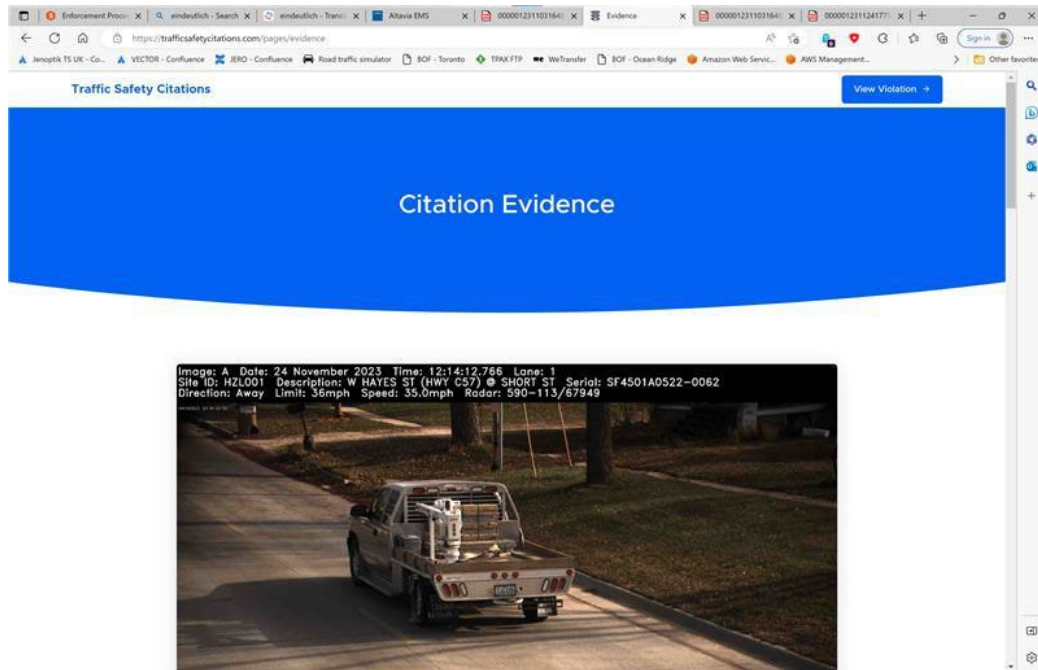 Enforcement Proce
eindeutlich - Search
eindeutlich - Transl
Altavia EMS
0000012311031648
Evidence
0000012311031648
0000012311241771
https://trafficsafetycitations.com/pages/evidence
Sign in
Jenoptik TS UK - Co...
VECTOR - Confluence
JERO - Confluence
Road traffic simulator
BOF - Toronto
TPAX FTP
WeTransfer
BOF - Ocean Ridge
Amazon Web Servic...
AWS Management...
Other favorites
Traffic Safety Citations
View Violation →
Citation Evidence
Image: A Date: 24 November 2023 Time: 12:14:12.766 Lane: 1
Site ID: HZL001 Description: W HAYES ST (HWY C57) @ SHORT ST Serial: SF4501A0522-0062
Direction: Away Limit: 36mph Speed: 35.0mph Radar: 590-113/67949